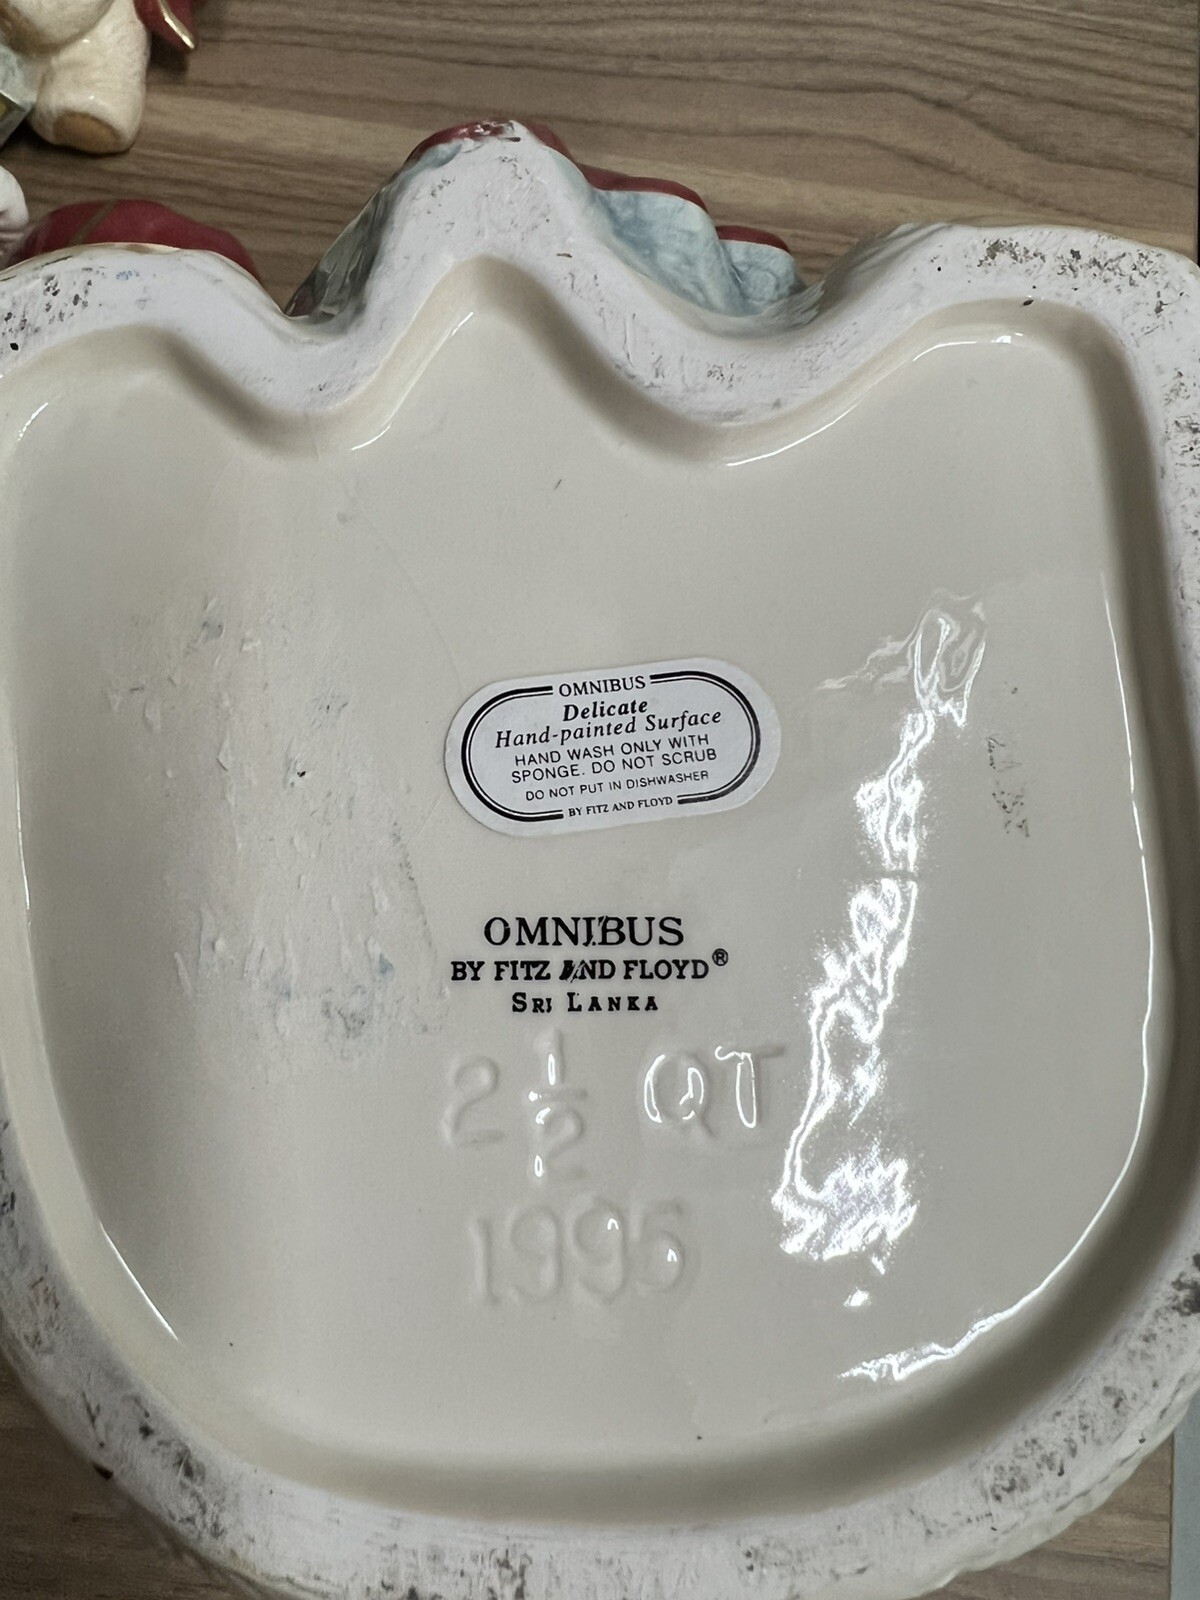 OMNIBUS
Delicate
Hand-painted Surface
HAND WASH ONLY WITH
SPONGE. DO NOT SCRUB
DO NOT PUT IN DISHWASHER
BY FITZ AND FLOYD
OMNIBUS
BY FITZ AND FLOYD®
SRI LANKA
2 1/2 QT
1995